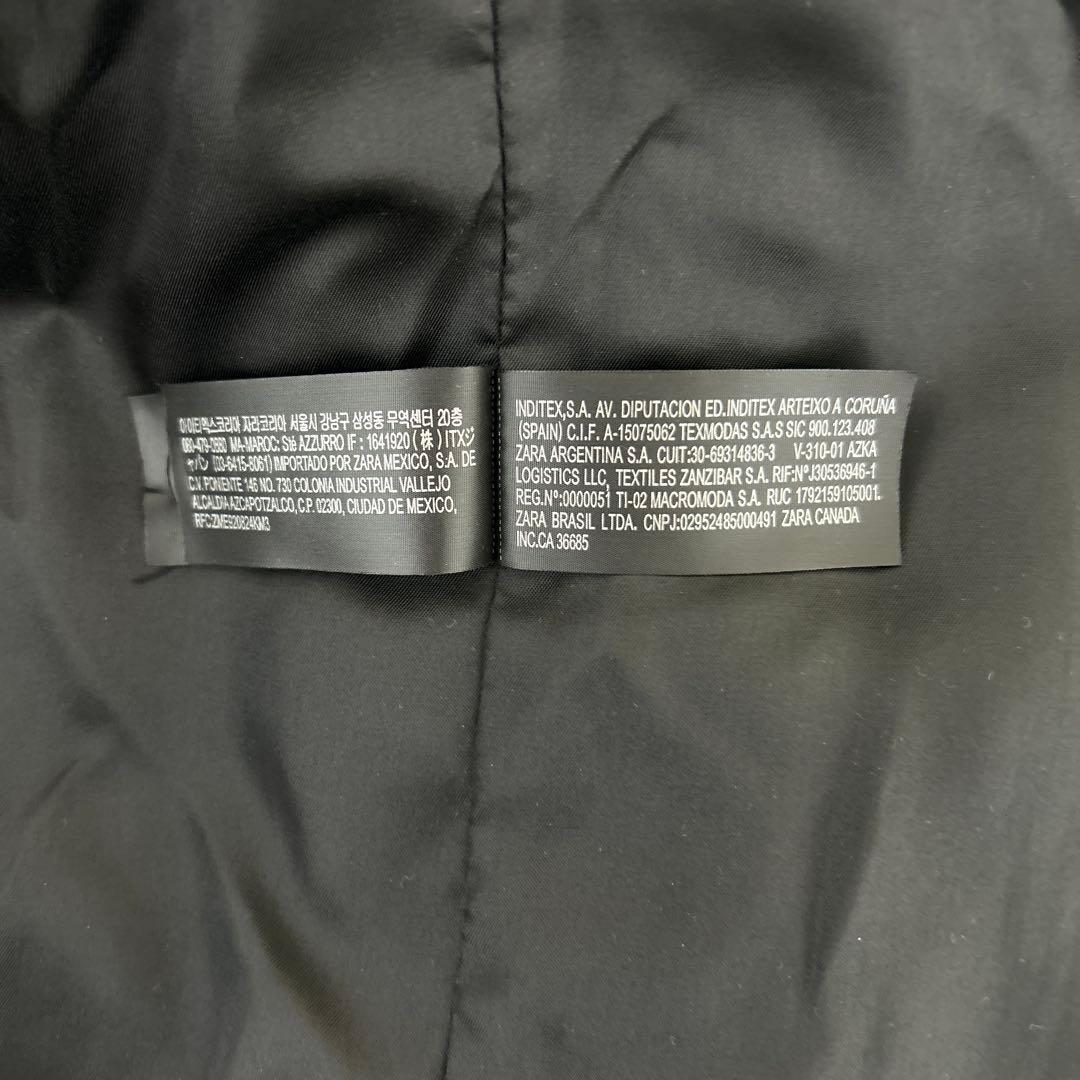 아이티엑스코리아 자라코리아 서울시 강남구 삼성동 무역센터 20층
080-479-0880 MA-MAROC: Sté AZZURRO IF : 1641920 (株) ITXジ
ャパン (03-6415-8061) IMPORTADO POR ZARA MEXICO, S.A. DE
C.V. PONIENTE 146 NO. 730 COLONIA INDUSTRIAL VALLEJO
ALCALDIA AZCAPOTZALCO, C.P. 02300, CIUDAD DE MEXICO,
RFC:ZME920824KM3
INDITEX,S.A. AV. DIPUTACION ED.INDITEX ARTEIXO A CORUÑA
(SPAIN) C.I.F. A-15075062 TEXMODAS S.A.S SIC 900.123.408
ZARA ARGENTINA S.A. CUIT:30-69314836-3 V-310-01 AZKA
LOGISTICS LLC, TEXTILES ZANZIBAR S.A. RIF:Nº.J30536946-1
REG.Nº:0000051 TI-02 MACROMODA S.A. RUC 1792159105001.
ZARA BRASIL LTDA. CNPJ:02952485000491 ZARA CANADA
INC.CA 36685